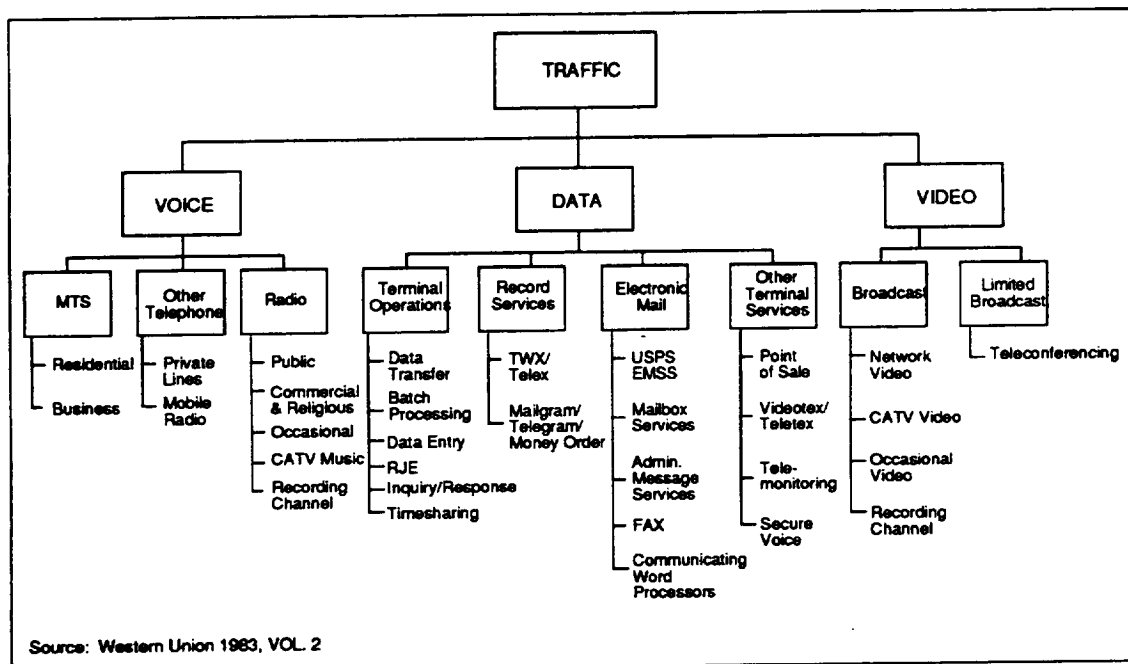 TRAFFIC
VOICE
DATA
VIDEO
MTS
Residential
Business
Other
Telephone
Private
Lines
Mobile
Radio
Radio
Public
Commercial
& Religious
Occasional
CATV Music
Recording
Channel
Terminal
Operations
Data
Transfer
Batch
Processing
Data Entry
RJE
Inquiry/Response
Timesharing
Record
Services
TWX/
Telex
Mailgram/
Telegram/
Money Order
Electronic
Mail
USPS
EMSS
Mailbox
Services
Admin.
Message
Services
FAX
Communicating
Word
Processors
Other
Terminal
Services
Point
of Sale
Videotex/
Teletex
Tele-
monitoring
Secure
Voice
Broadcast
Network
Video
CATV Video
Occasional
Video
Recording
Channel
Limited
Broadcast
Teleconferencing
Source: Western Union 1983, VOL. 2